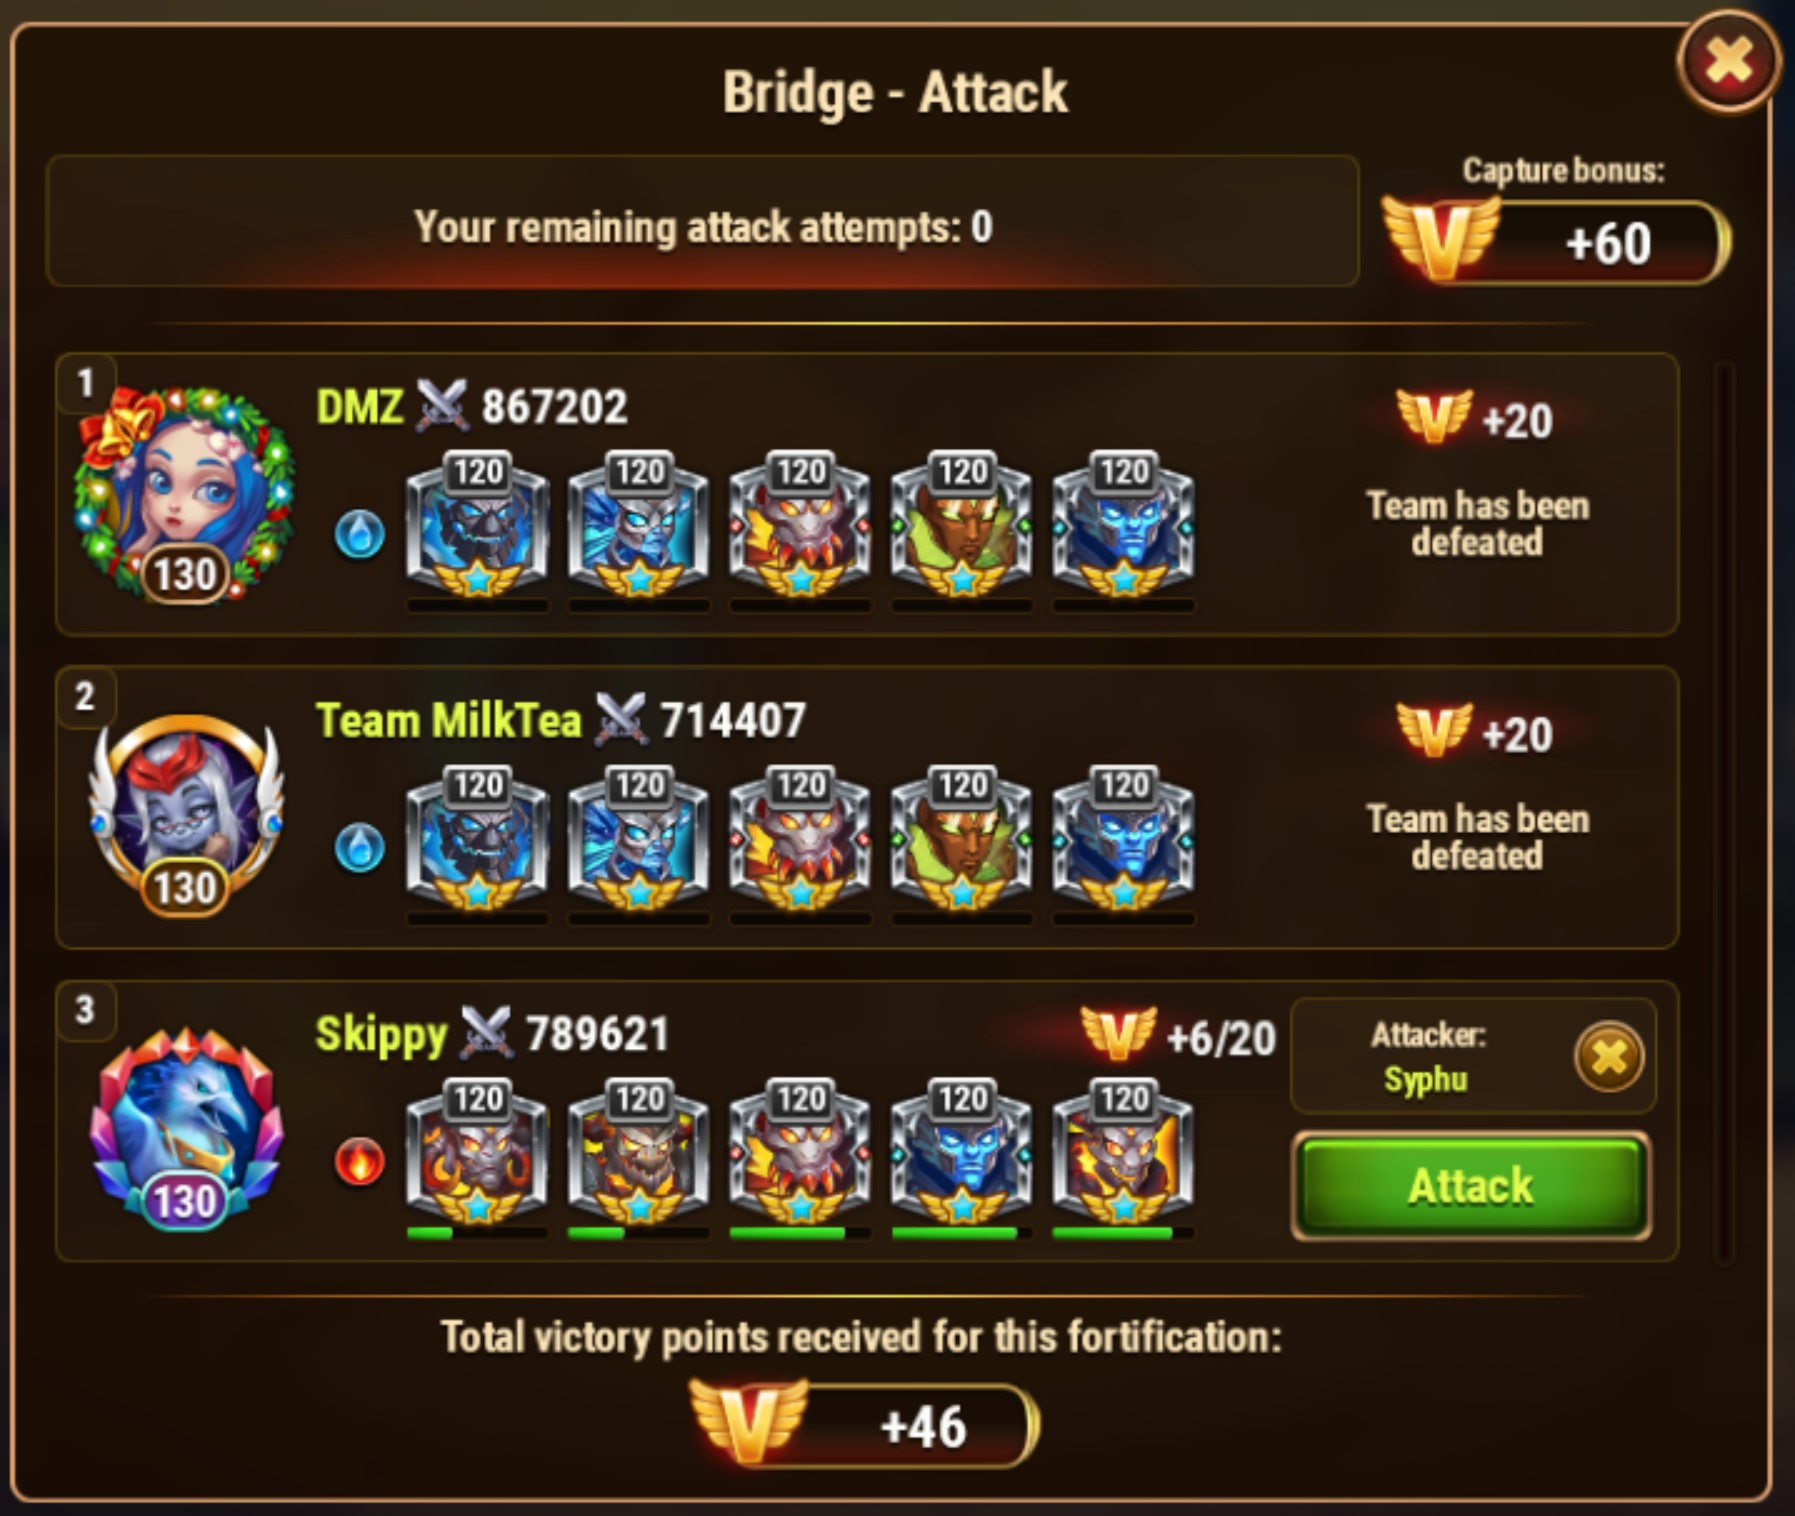 Bridge - Attack
Your remaining attack attempts: 0
Capture bonus:
+60
1
DMZ 867202
130
120 120 120 120 120
+20
Team has been
defeated
2
Team MilkTea 714407
130
120 120 120 120 120
+20
Team has been
defeated
3
Skippy 789621
+6/20
130
120 120 120 120 120
Attacker:
Syphu
Attack
Total victory points received for this fortification:
+46